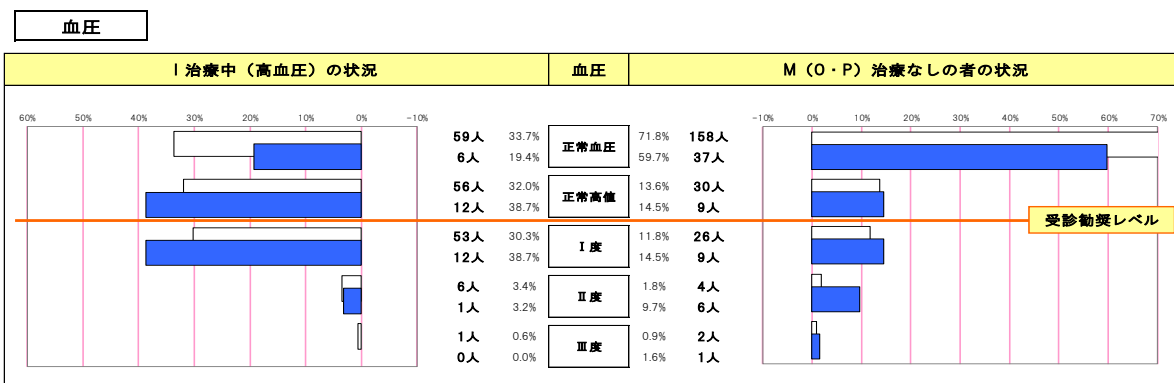 血圧
Ⅰ治療中（高血圧）の状況 血圧 M（O・P）治療なしの者の状況
60% 50% 40% 30% 20% 10% 0% -10% -10% 0% 10% 20% 30% 40% 50% 60% 70%
59人 33.7% 正常血圧 71.8% 158人
6人 19.4% 59.7% 37人
56人 32.0% 正常高値 13.6% 30人
12人 38.7% 14.5% 9人
受診勧奨レベル
53人 30.3% Ⅰ度 11.8% 26人
12人 38.7% 14.5% 9人
6人 3.4% Ⅱ度 1.8% 4人
1人 3.2% 9.7% 6人
1人 0.6% Ⅲ度 0.9% 2人
0人 0.0% 1.6% 1人